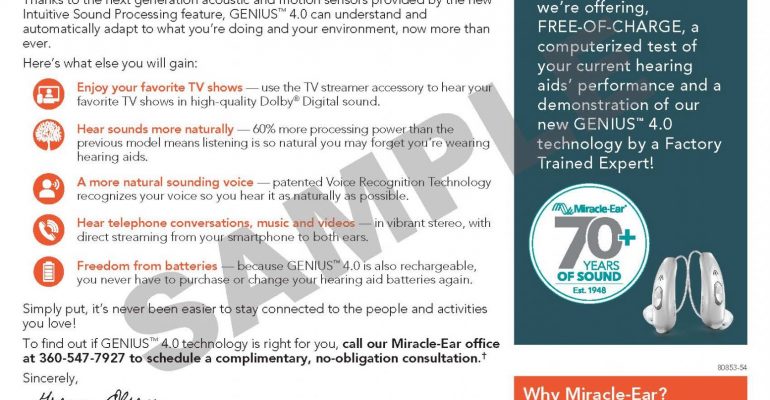 Thanks to the next generation acoustic and motion sensors provided by the new
Intuitive Sound Processing feature, GENIUS™ 4.0 can understand and
automatically adapt to what you're doing and your environment, now more than
ever.
Here's what else you will gain:
Enjoy your favorite TV shows — use the TV streamer accessory to hear your
favorite TV shows in high-quality Dolby® Digital sound.
Hear sounds more naturally — 60% more processing power than the
previous model means listening is so natural you may forget you're wearing
hearing aids.
A more natural sounding voice — patented Voice Recognition Technology
recognizes your voice so you hear it as naturally as possible.
Hear telephone conversations, music and videos — in vibrant stereo, with
direct streaming from your smartphone to both ears.
Freedom from batteries — because GENIUS™ 4.0 is also rechargeable,
you never have to purchase or change your hearing aid batteries again.
Simply put, it's never been easier to stay connected to the people and activities
you love!
To find out if GENIUS™ 4.0 technology is right for you, call our Miracle-Ear office
at 360-547-7927 to schedule a complimentary, no-obligation consultation.†
Sincerely,
SAMPLE
we're offering,
FREE-OF-CHARGE, a
computerized test of
your current hearing
aids' performance and a
demonstration of our
new GENIUS™ 4.0
technology by a Factory
Trained Expert!
Miracle-Ear®
70+
YEARS
OF SOUND
Est. 1948
80853-54
Why Miracle-Ear?